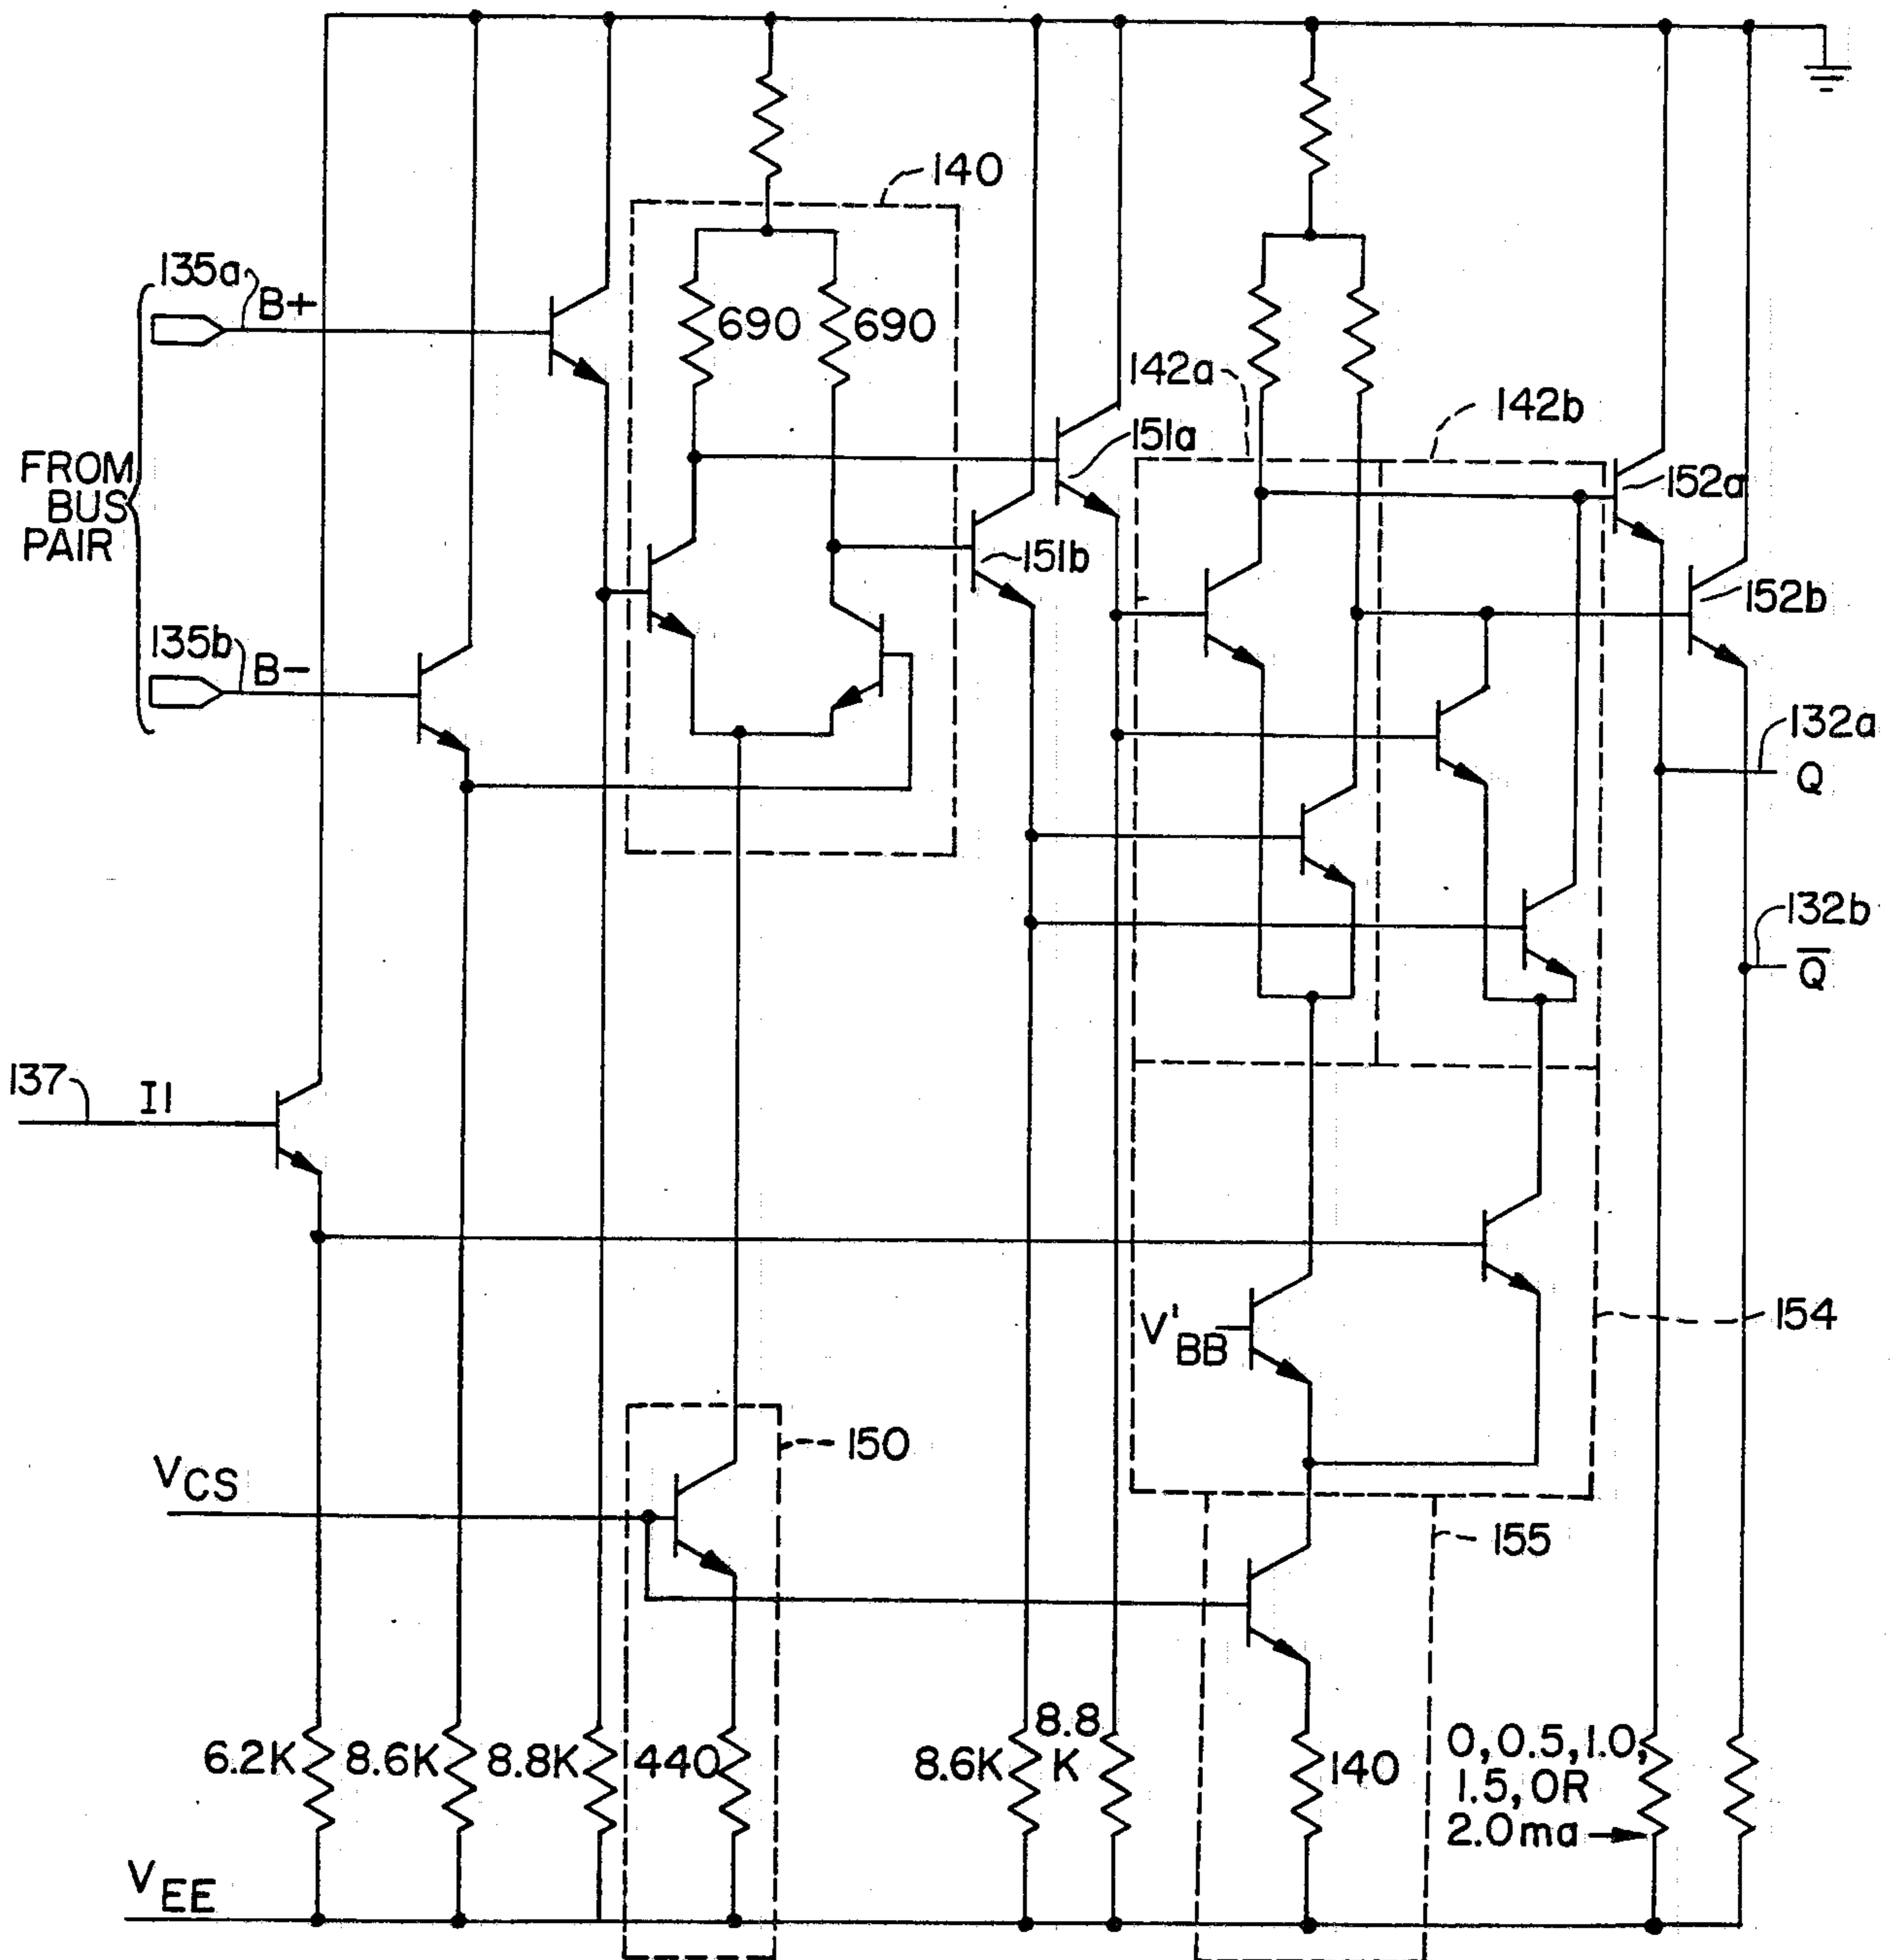 140
135a
B+
690
690
142a
142b
151a
FROM
BUS
PAIR
152a
151b
152b
135b
B-
132a
Q
132b
Q̅
137
I1
V'BB
154
150
VCS
155
6.2K
8.6K
8.8K
440
8.6K
8.8
K
140
0,0.5,1.0,
1.5,OR
2.0ma
VEE